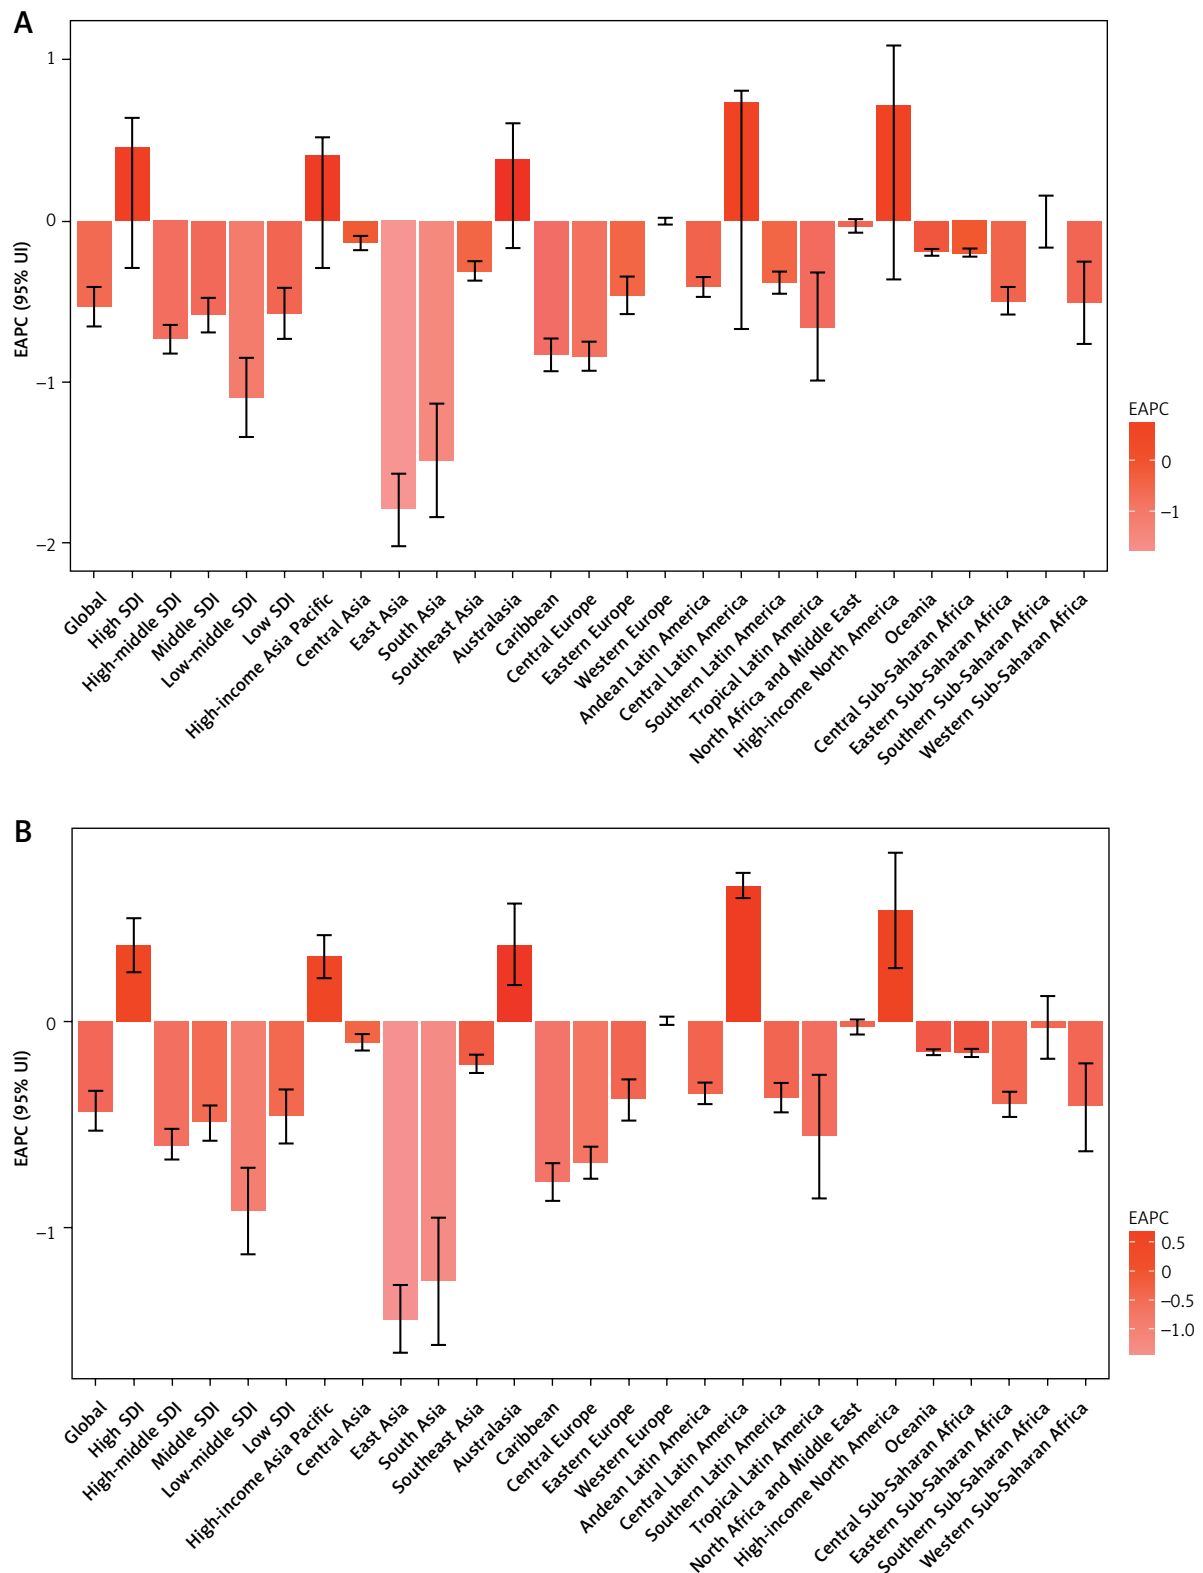 A
EAPC (95% UI)
1
0
−1
−2
Global
High SDI
High-middle SDI
Middle SDI
Low-middle SDI
Low SDI
High-income Asia Pacific
Central Asia
East Asia
South Asia
Southeast Asia
Australasia
Caribbean
Central Europe
Eastern Europe
Western Europe
Andean Latin America
Central Latin America
Southern Latin America
Tropical Latin America
North Africa and Middle East
High-income North America
Oceania
Central Sub-Saharan Africa
Eastern Sub-Saharan Africa
Southern Sub-Saharan Africa
Western Sub-Saharan Africa
EAPC
0
−1
B
EAPC (95% UI)
0
−1
Global
High SDI
High-middle SDI
Middle SDI
Low-middle SDI
Low SDI
High-income Asia Pacific
Central Asia
East Asia
South Asia
Southeast Asia
Australasia
Caribbean
Central Europe
Eastern Europe
Western Europe
Andean Latin America
Central Latin America
Southern Latin America
Tropical Latin America
North Africa and Middle East
High-income North America
Oceania
Central Sub-Saharan Africa
Eastern Sub-Saharan Africa
Southern Sub-Saharan Africa
Western Sub-Saharan Africa
EAPC
0.5
0
−0.5
−1.0